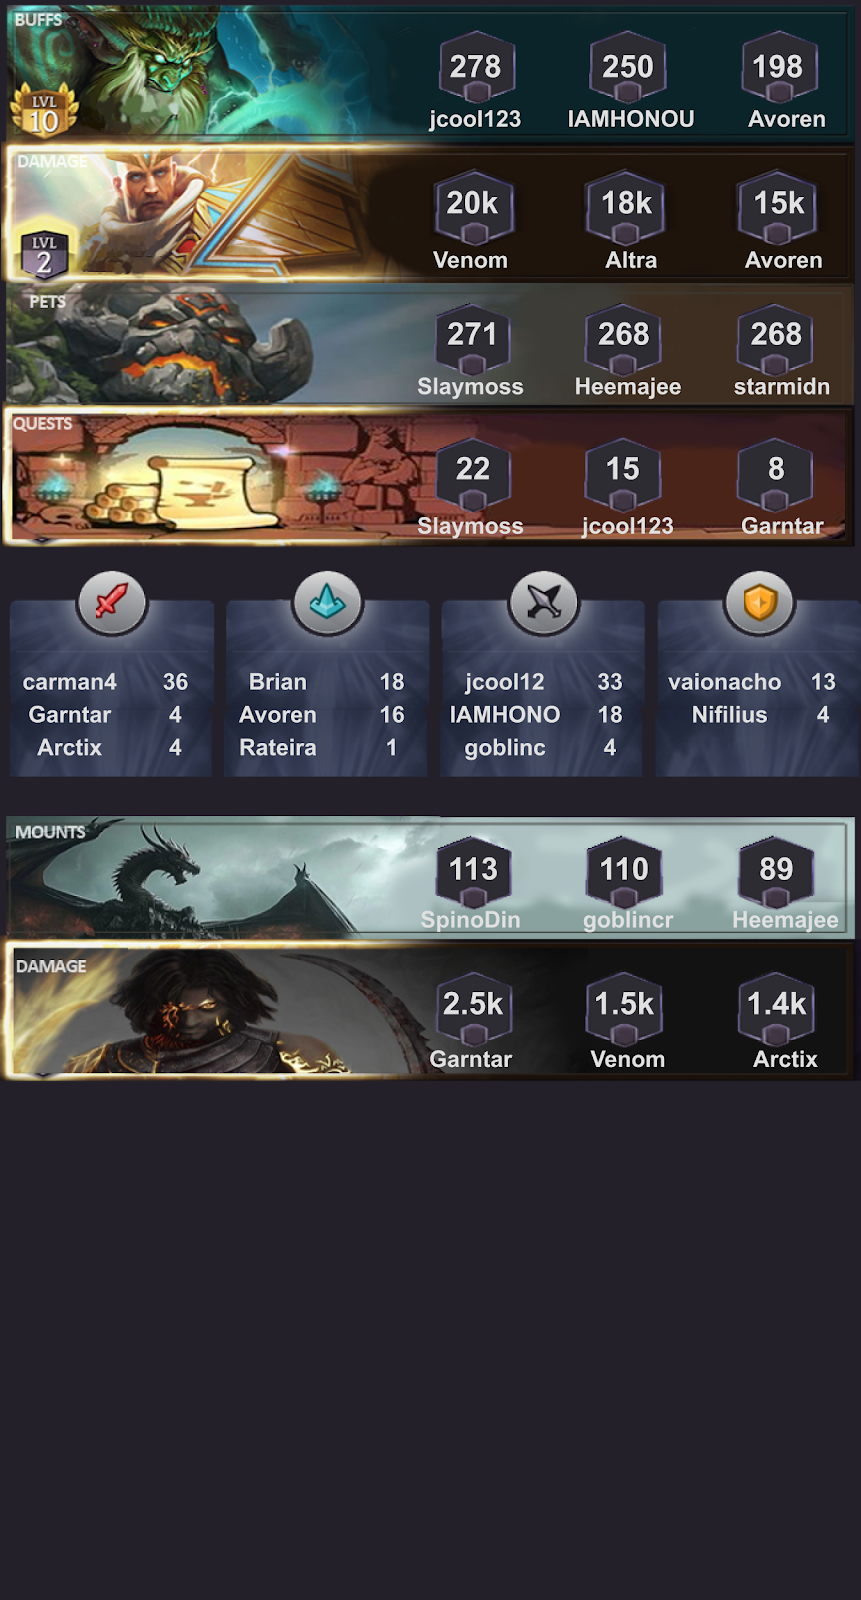 BUFFS
278 250 198
LVL
10
jcool123 IAMHONOU Avoren
DAMAGE
20k 18k 15k
LVL
2
Venom Altra Avoren
PETS
271 268 268
Slaymoss Heemajee starmidn
QUESTS
22 15 8
Slaymoss jcool123 Garntar
carman4 36
Garntar 4
Arctix 4
Brian 18
Avoren 16
Rateira 1
jcool12 33
IAMHONO 18
goblinc 4
vaionacho 13
Nifilius 4
MOUNTS
113 110 89
SpinoDin goblincr Heemajee
DAMAGE
2.5k 1.5k 1.4k
Garntar Venom Arctix